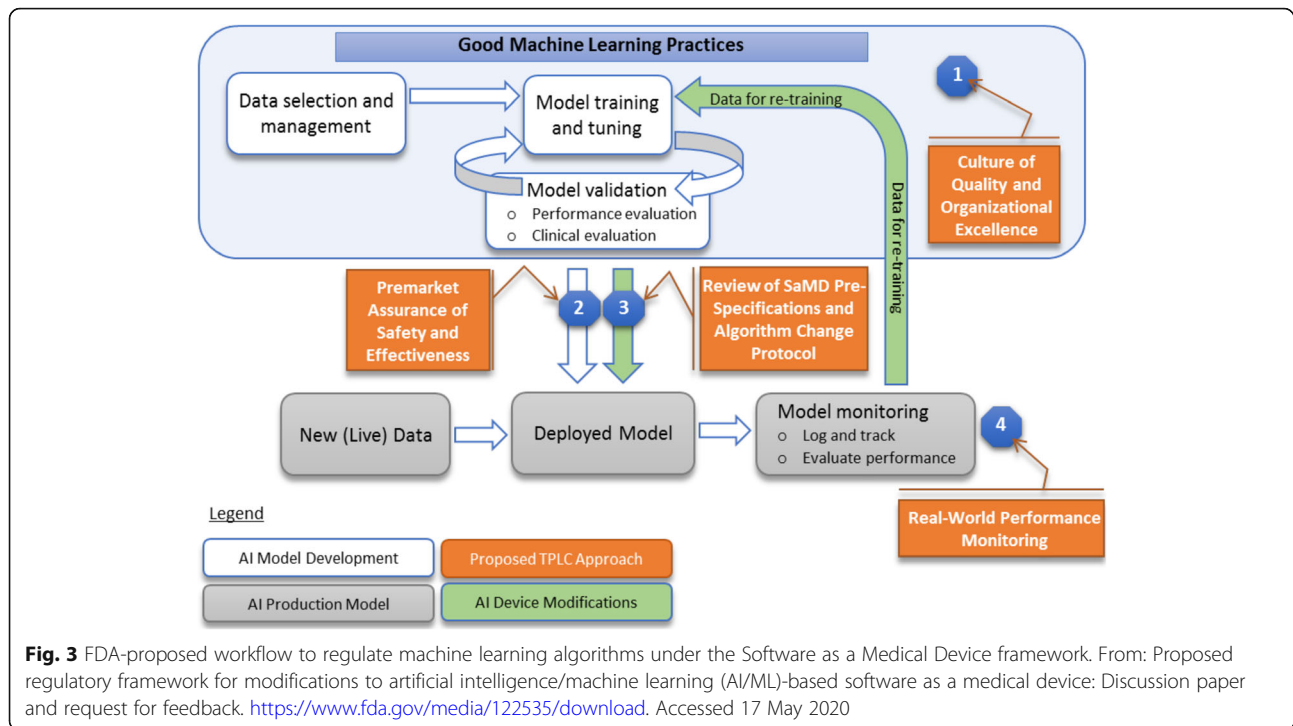 Good Machine Learning Practices
Data selection and
management
Model training
and tuning
Data for re-training
1
Culture of
Quality and
Organizational
Excellence
Model validation
o Performance evaluation
o Clinical evaluation
Data for re-training
Premarket
Assurance of
Safety and
Effectiveness
2
3
Review of SaMD Pre-
Specifications and
Algorithm Change
Protocol
New (Live) Data
Deployed Model
Model monitoring
o Log and track
o Evaluate performance
4
Real-World Performance
Monitoring
Legend
AI Model Development
Proposed TPLC Approach
AI Production Model
AI Device Modifications
Fig. 3 FDA-proposed workflow to regulate machine learning algorithms under the Software as a Medical Device framework. From: Proposed
regulatory framework for modifications to artificial intelligence/machine learning (AI/ML)-based software as a medical device: Discussion paper
and request for feedback. https://www.fda.gov/media/122535/download. Accessed 17 May 2020